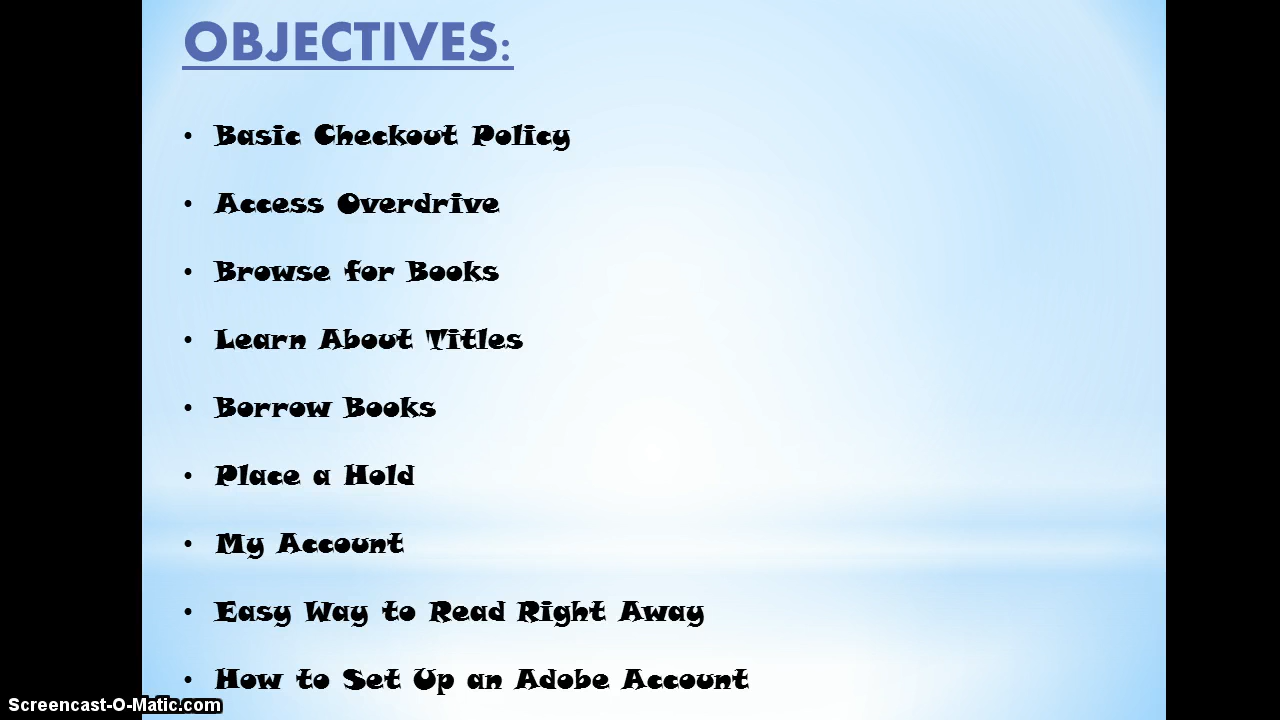 OBJECTIVES:
• Basic Checkout Policy
• Access Overdrive
• Browse for Books
• Learn About Titles
• Borrow Books
• Place a Hold
• My Account
• Easy Way to Read Right Away
• How to Set Up an Adobe Account
Screencast-O-Matic.com